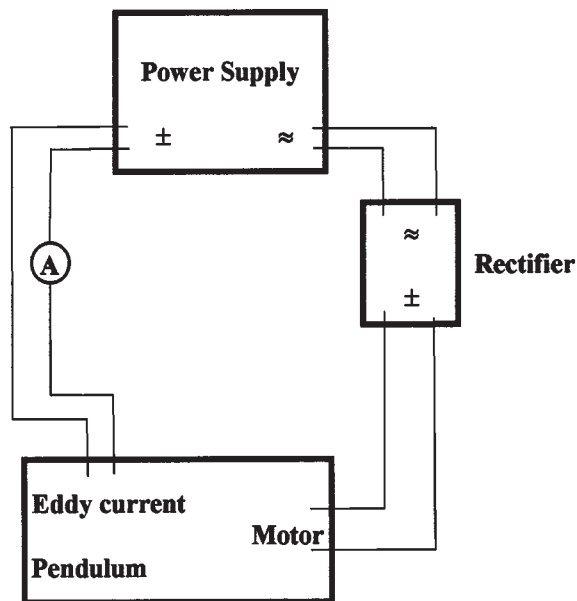 Power Supply
± ≈
A
≈
Rectifier
±
Eddy current
Motor
Pendulum